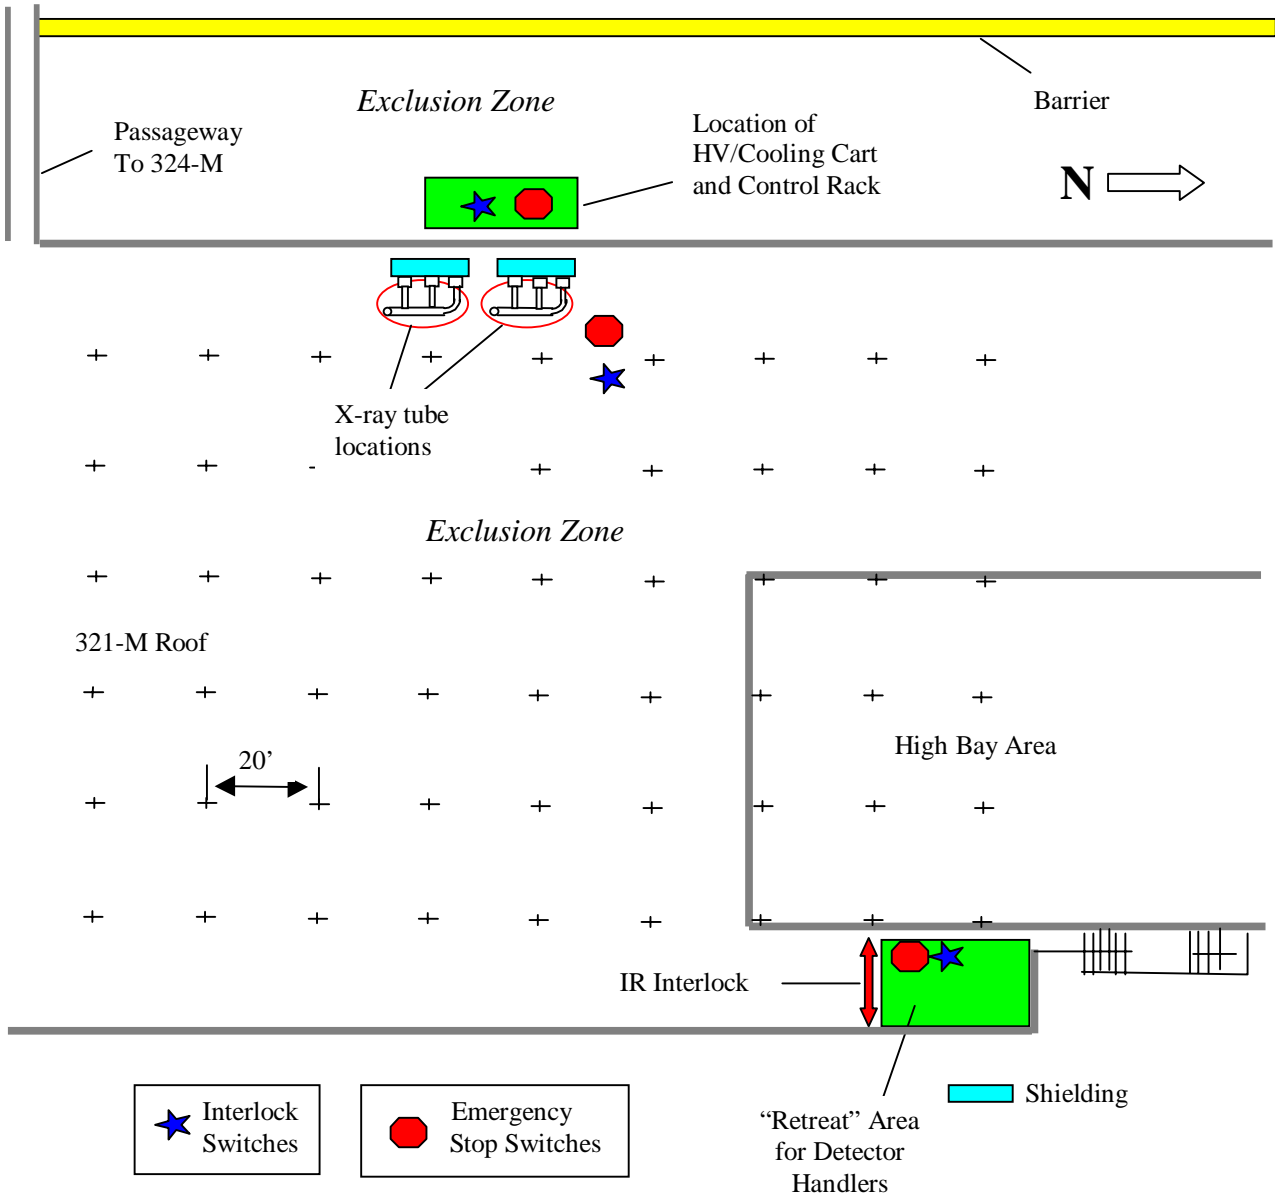 Exclusion Zone
Barrier
Passageway
To 324-M
Location of
HV/Cooling Cart
and Control Rack
N
X-ray tube
locations
Exclusion Zone
321-M Roof
20’
High Bay Area
IR Interlock
Interlock
Switches
Emergency
Stop Switches
“Retreat” Area
for Detector
Handlers
Shielding